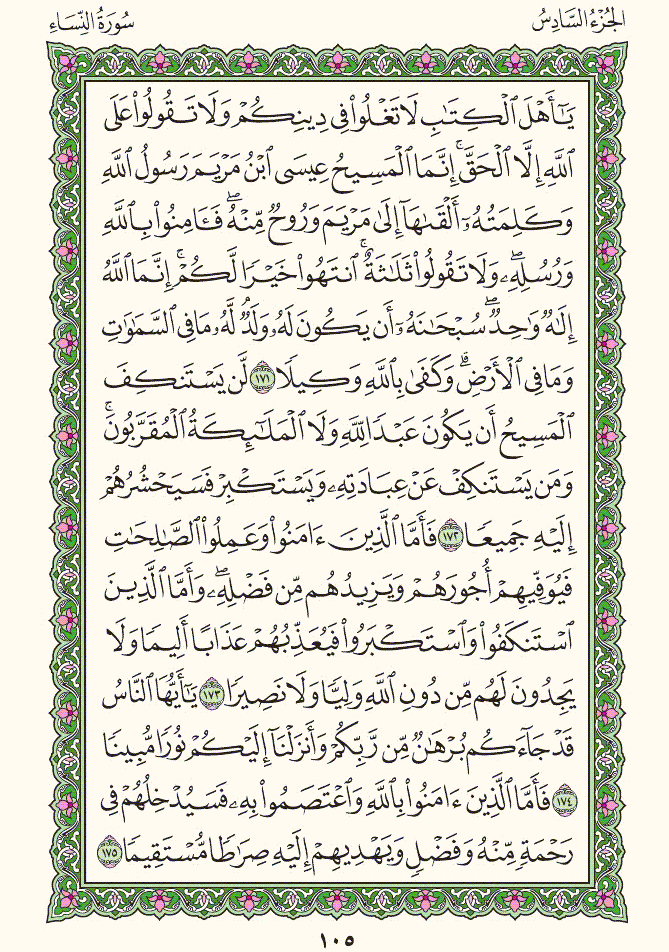 الجُزْءُ السَّادِسُ
سُورَةُ النِّسَاءِ
يَٰٓأَهۡلَ ٱلۡكِتَٰبِ لَا تَغۡلُواْ فِي دِينِكُمۡ وَلَا تَقُولُواْ عَلَى
ٱللَّهِ إِلَّا ٱلۡحَقَّۚ إِنَّمَا ٱلۡمَسِيحُ عِيسَى ٱبۡنُ مَرۡيَمَ رَسُولُ ٱللَّهِ
وَكَلِمَتُهُۥٓ أَلۡقَىٰهَآ إِلَىٰ مَرۡيَمَ وَرُوحٞ مِّنۡهُۖ فَـَٔامِنُواْ بِٱللَّهِ
وَرُسُلِهِۦۖ وَلَا تَقُولُواْ ثَلَٰثَةٌۚ ٱنتَهُواْ خَيۡرٗا لَّكُمۡۚ إِنَّمَا ٱللَّهُ
إِلَٰهٞ وَٰحِدٞۖ سُبۡحَٰنَهُۥٓ أَن يَكُونَ لَهُۥ وَلَدٞۘ لَّهُۥ مَا فِي ٱلسَّمَٰوَٰتِ
وَمَا فِي ٱلۡأَرۡضِۗ وَكَفَىٰ بِٱللَّهِ وَكِيلٗا ١٧١ لَّن يَسۡتَنكِفَ
ٱلۡمَسِيحُ أَن يَكُونَ عَبۡدٗا لِّلَّهِ وَلَا ٱلۡمَلَٰٓئِكَةُ ٱلۡمُقَرَّبُونَۚ
وَمَن يَسۡتَنكِفۡ عَنۡ عِبَادَتِهِۦ وَيَسۡتَكۡبِرۡ فَسَيَحۡشُرُهُمۡ
إِلَيۡهِ جَمِيعٗا ١٧٢ فَأَمَّا ٱلَّذِينَ ءَامَنُواْ وَعَمِلُواْ ٱلصَّٰلِحَٰتِ
فَيُوَفِّيهِمۡ أُجُورَهُمۡ وَيَزِيدُهُم مِّن فَضۡلِهِۦۖ وَأَمَّا ٱلَّذِينَ
ٱسۡتَنكَفُواْ وَٱسۡتَكۡبَرُواْ فَيُعَذِّبُهُمۡ عَذَابًا أَلِيمٗا وَلَا
يَجِدُونَ لَهُم مِّن دُونِ ٱللَّهِ وَلِيّٗا وَلَا نَصِيرٗا ١٧٣ يَٰٓأَيُّهَا ٱلنَّاسُ
قَدۡ جَآءَكُم بُرۡهَٰنٞ مِّن رَّبِّكُمۡ وَأَنزَلۡنَآ إِلَيۡكُمۡ نُورٗا مُّبِينٗا
١٧٤ فَأَمَّا ٱلَّذِينَ ءَامَنُواْ بِٱللَّهِ وَٱعۡتَصَمُواْ بِهِۦ فَسَيُدۡخِلُهُمۡ فِي
رَحۡمَةٖ مِّنۡهُ وَفَضۡلٖ وَيَهۡدِيهِمۡ إِلَيۡهِ صِرَٰطٗا مُّسۡتَقِيمٗا ١٧٥
١٠٥